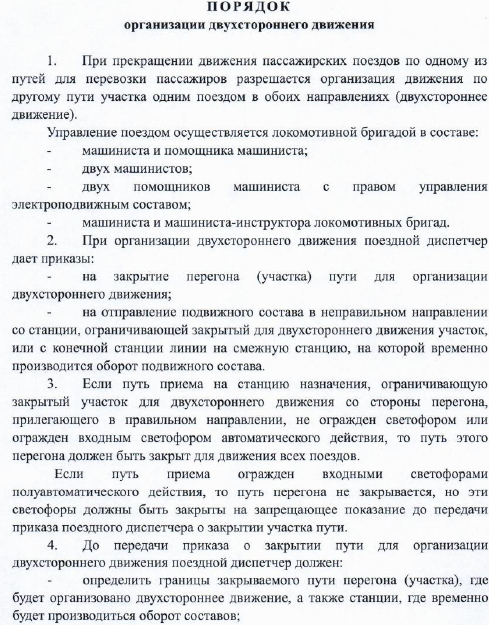 ПОРЯДОК
организации двухстороннего движения
1. При прекращении движения пассажирских поездов по одному из
путей для перевозки пассажиров разрешается организация движения по
другому пути участка одним поездом в обоих направлениях (двухстороннее
движение).
Управление поездом осуществляется локомотивной бригадой в составе:
- машиниста и помощника машиниста;
- двух машинистов;
- двух помощников машиниста с правом управления
электроподвижным составом;
- машиниста и машиниста-инструктора локомотивных бригад.
2. При организации двухстороннего движения поездной диспетчер
дает приказы:
- на закрытие перегона (участка) пути для организации
двухстороннего движения;
- на отправление подвижного состава в неправильном направлении
со станции, ограничивающей закрытый для двухстороннего движения участок,
или с конечной станции линии на смежную станцию, на которой временно
производится оборот подвижного состава.
3. Если путь приема на станцию назначения, ограничивающую
закрытый участок для двухстороннего движения со стороны перегона,
прилегающего в правильном направлении, не огражден светофором или
огражден входным светофором автоматического действия, то путь этого
перегона должен быть закрыт для движения всех поездов.
Если путь приема огражден входными светофорами
полуавтоматического действия, то путь перегона не закрывается, но эти
светофоры должны быть закрыты на запрещающее показание до передачи
приказа поездного диспетчера о закрытии участка пути.
4. До передачи приказа о закрытии пути для организации
двухстороннего движения поездной диспетчер должен:
- определить границы закрываемого пути перегона (участка), где
будет организовано двухстороннее движение, а также станции, где временно
будет производиться оборот составов;